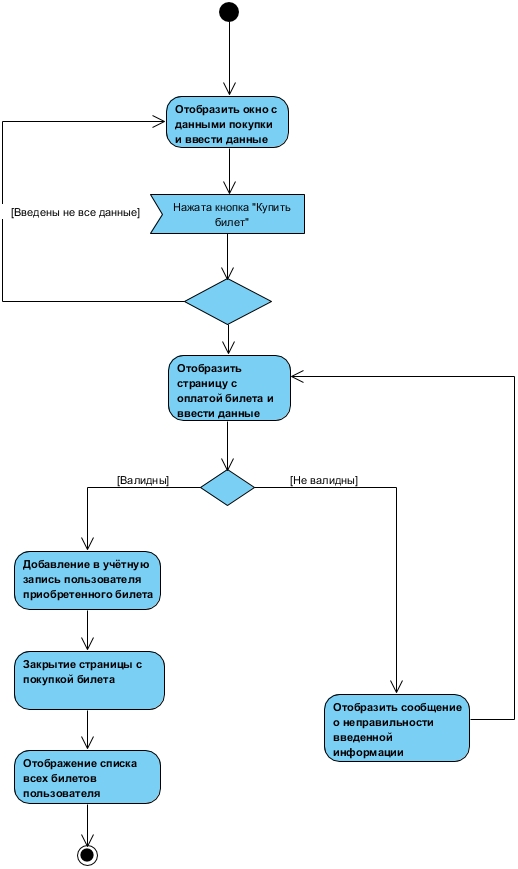 Отобразить окно с
данными покупки
и ввести данные
[Введены не все данные]
Нажата кнопка "Купить
билет"
Отобразить
страницу с
оплатой билета и
ввести данные
[Валидны]
[Не валидны]
Добавление в учётную
запись пользователя
приобретенного билета
Закрытие страницы с
покупкой билета
Отобразить сообщение
о неправильности
введенной
информации
Отображение списка
всех билетов
пользователя